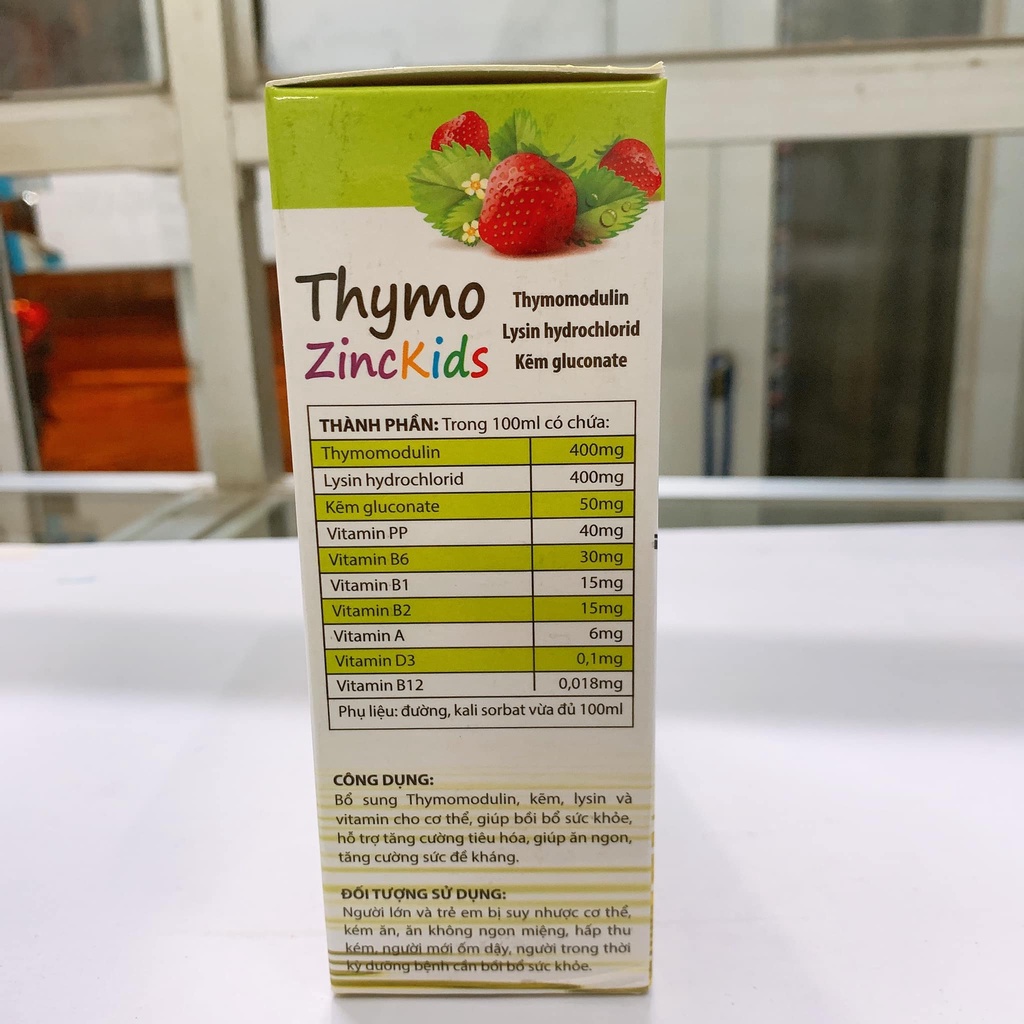 Thymo
ZincKids
Thymomodulin
Lysin hydrochlorid
Kẽm gluconate
THÀNH PHẦN: Trong 100ml có chứa:
Thymomodulin 400mg
Lysin hydrochlorid 400mg
Kẽm gluconate 50mg
Vitamin PP 40mg
Vitamin B6 30mg
Vitamin B1 15mg
Vitamin B2 15mg
Vitamin A 6mg
Vitamin D3 0,1mg
Vitamin B12 0,018mg
Phụ liệu: đường, kali sorbat vừa đủ 100ml
CÔNG DỤNG:
Bổ sung Thymomodulin, kẽm, lysin và
vitamin cho cơ thể, giúp bồi bổ sức khỏe,
hỗ trợ tăng cường tiêu hóa, giúp ăn ngon,
tăng cường sức đề kháng.
ĐỐI TƯỢNG SỬ DỤNG:
Người lớn và trẻ em bị suy nhược cơ thể,
kém ăn, ăn không ngon miệng, hấp thu
kém, người mới ốm dậy, người trong thời
kỳ dưỡng bệnh cần bồi bổ sức khỏe.